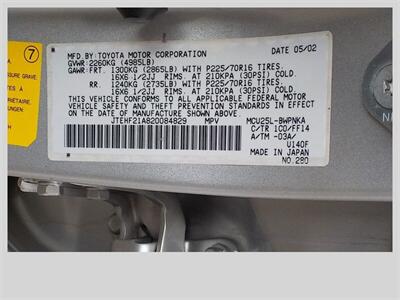 7
MFD.BY:TOYOTA MOTOR CORPORATION DATE 05/02
GVWR:2260KG (4985LB)
GAWR:FRT. 1300KG (2865LB) WITH P225/70R16 TIRES,
16X6 1/2JJ RIMS, AT 210KPA (30PSI) COLD.
RR. 1240KG (2735LB) WITH P225/70R16 TIRES,
16X6 1/2JJ RIMS, AT 210KPA (30PSI) COLD.
THIS VEHICLE CONFORMS TO ALL APPLICABLE FEDERAL MOTOR
VEHICLE SAFETY STANDARDS IN EFFECT
ON THE DATE OF MANUFACTURE SHOWN ABOVE.
JTEHF21A820084829 MPV MCU25L-BWPNKA
C/TR 1C0/FF14
A/TM -03A/
U140F
MADE IN JAPAN
NO.280
SURE GRAVE.